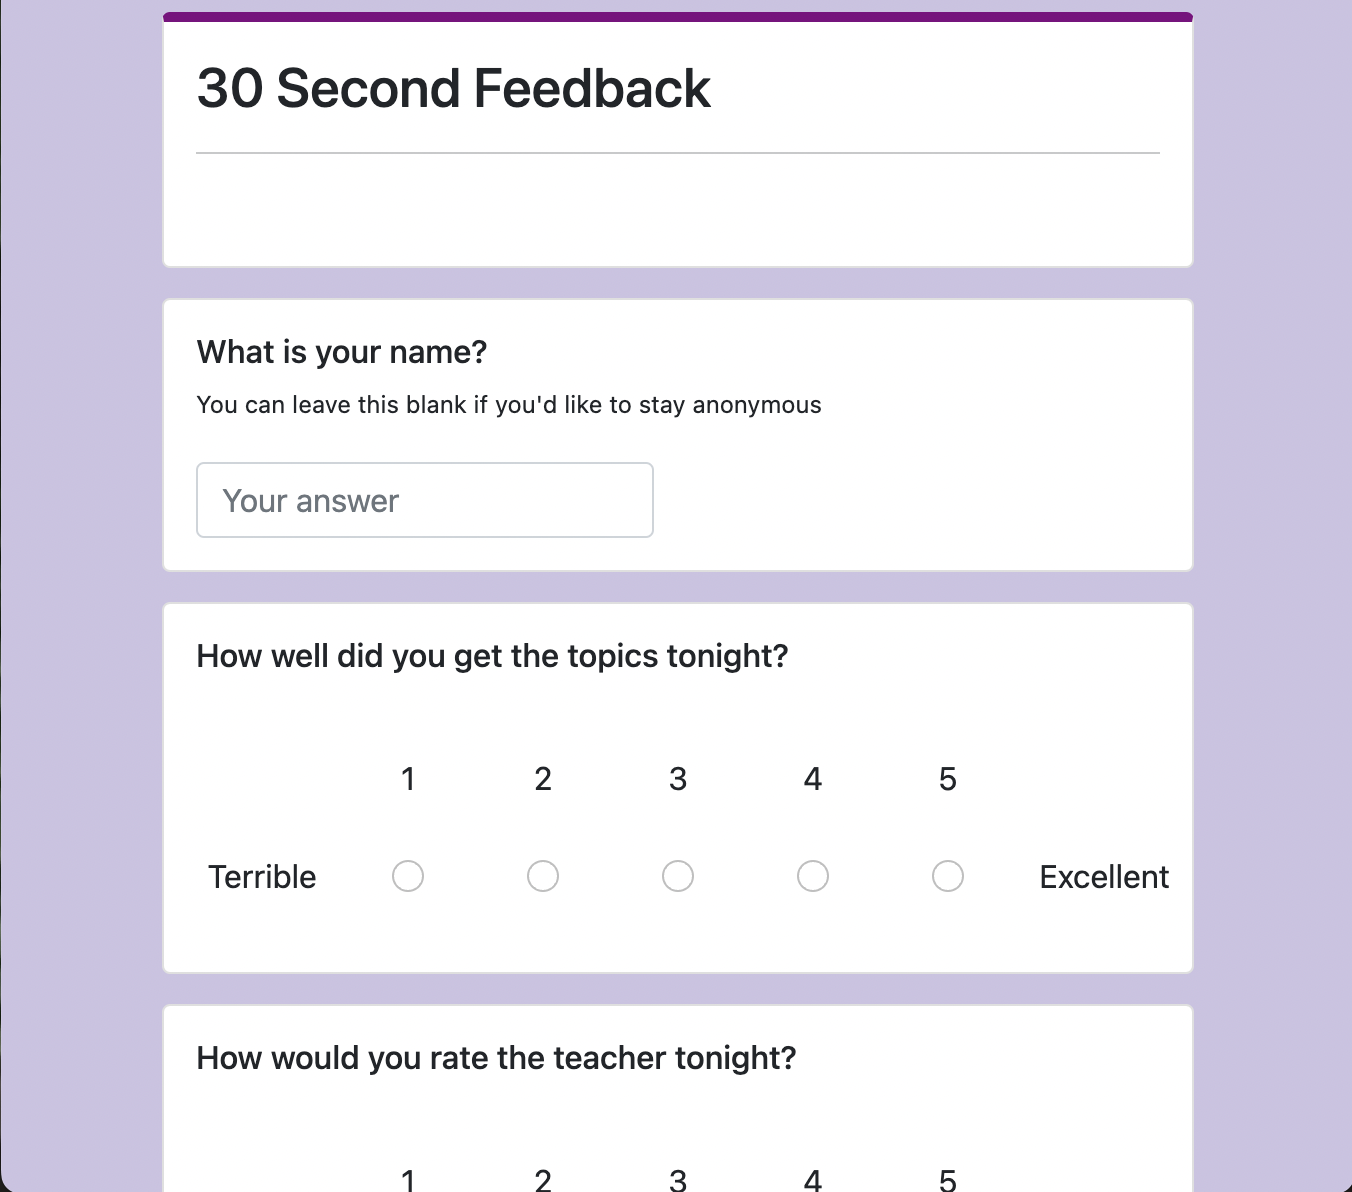 30 Second Feedback
What is your name?
You can leave this blank if you'd like to stay anonymous
Your answer
How well did you get the topics tonight?
1 2 3 4 5
Terrible Excellent
How would you rate the teacher tonight?
1 2 3 4 5